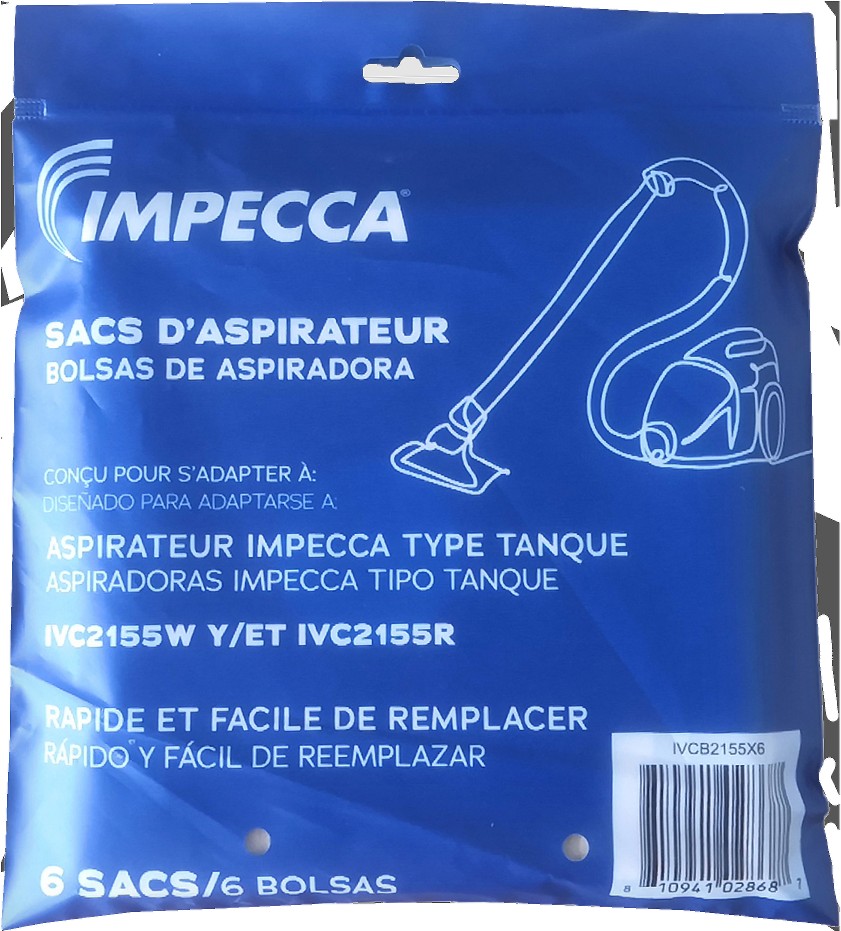 IMPECCA®
SACS D'ASPIRATEUR
BOLSAS DE ASPIRADORA
CONÇU POUR S'ADAPTER À:
DISEÑADO PARA ADAPTARSE A:
ASPIRATEUR IMPECCA TYPE TANQUE
ASPIRADORAS IMPECCA TIPO TANQUE
IVC2155W Y/ET IVC2155R
RAPIDE ET FACILE DE REMPLACER
RÁPIDO Y FÁCIL DE REEMPLAZAR
6 SACS/6 BOLSAS
IVCB2155X6
8 10941 02868 1